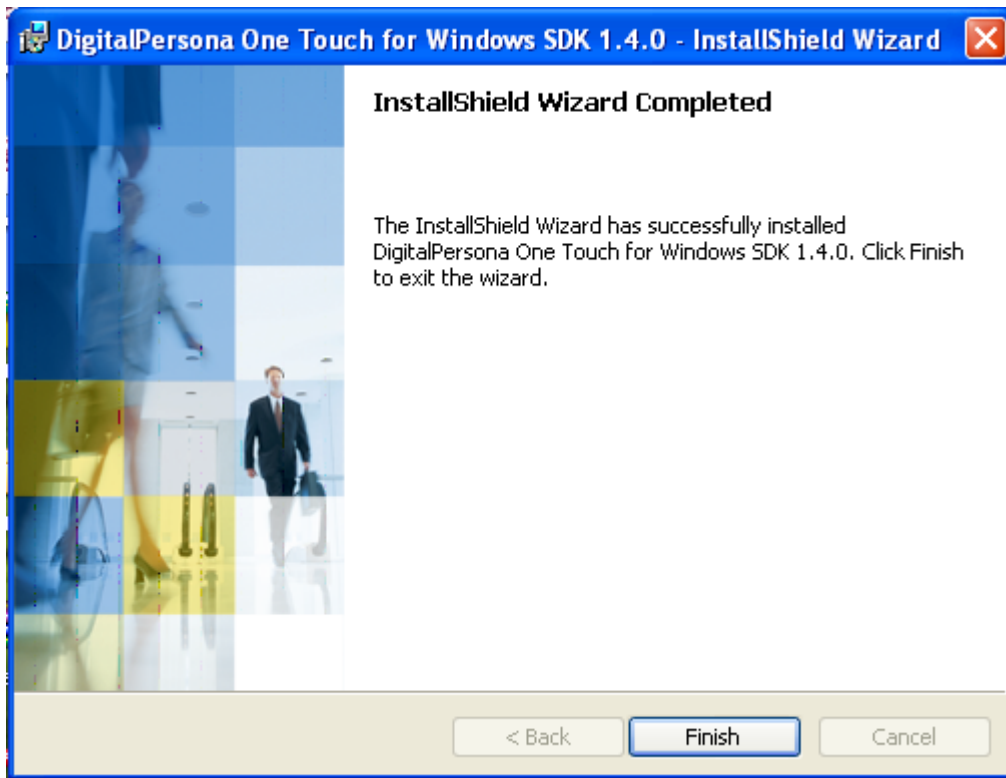 DigitalPersona One Touch for Windows SDK 1.4.0 - InstallShield Wizard
InstallShield Wizard Completed
The InstallShield Wizard has successfully installed
DigitalPersona One Touch for Windows SDK 1.4.0. Click Finish
to exit the wizard.
< Back
Finish
Cancel